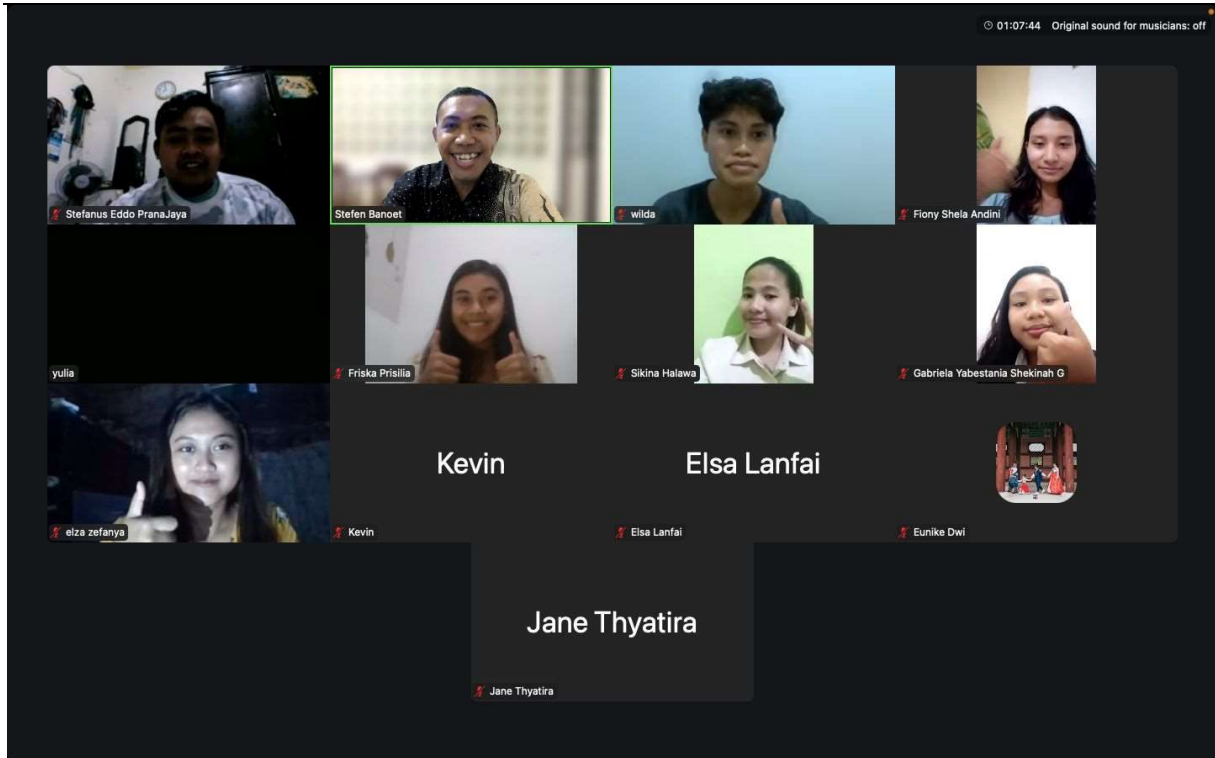 01:07:44 Original sound for musicians: off
Stefanus Eddo PranaJaya
Stefen Banoet
wilda
Fiony Shela Andini
yulia
Friska Prisilia
Sikina Halawa
Gabriela Yabestania Shekinah G
elza zefanya
Kevin
Kevin
Elsa Lanfai
Elsa Lanfai
Eunike Dwi
Jane Thyatira
Jane Thyatira